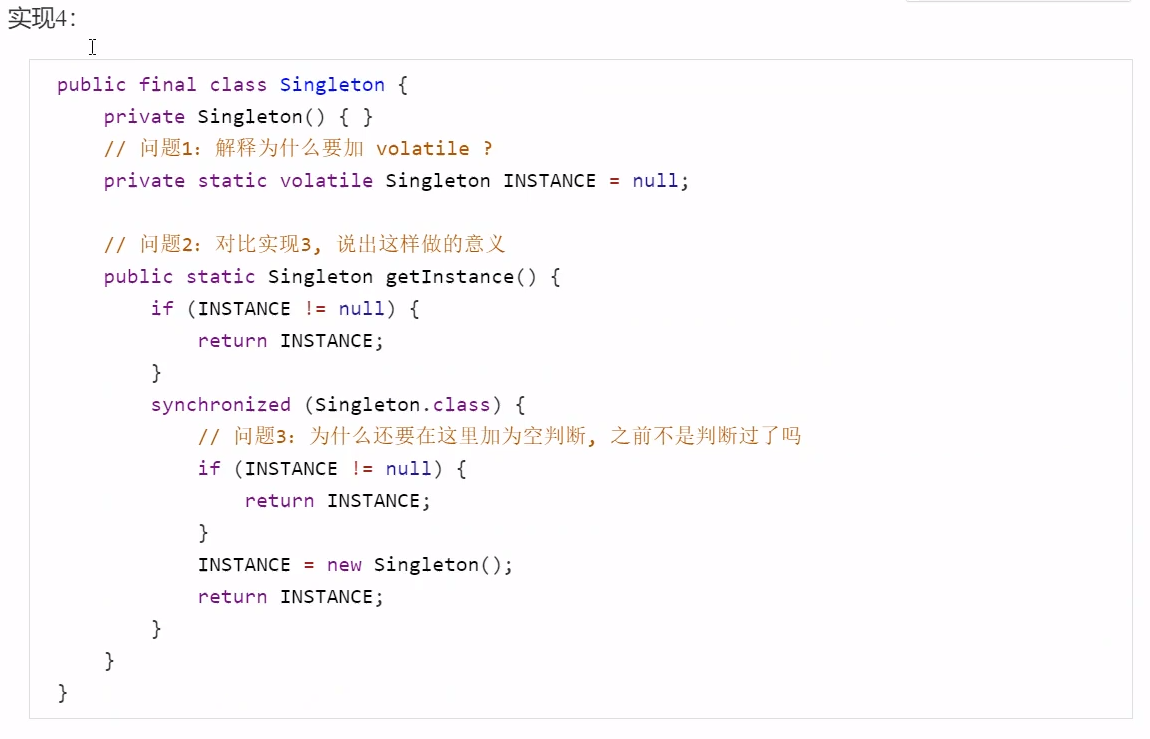 实现4：
public final class Singleton {
private Singleton() { }
// 问题1：解释为什么要加 volatile ?
private static volatile Singleton INSTANCE = null;
// 问题2：对比实现3, 说出这样做的意义
public static Singleton getInstance() {
if (INSTANCE != null) {
return INSTANCE;
}
synchronized (Singleton.class) {
// 问题3：为什么还要在这里加为空判断, 之前不是判断过了吗
if (INSTANCE != null) {
return INSTANCE;
}
INSTANCE = new Singleton();
return INSTANCE;
}
}
}